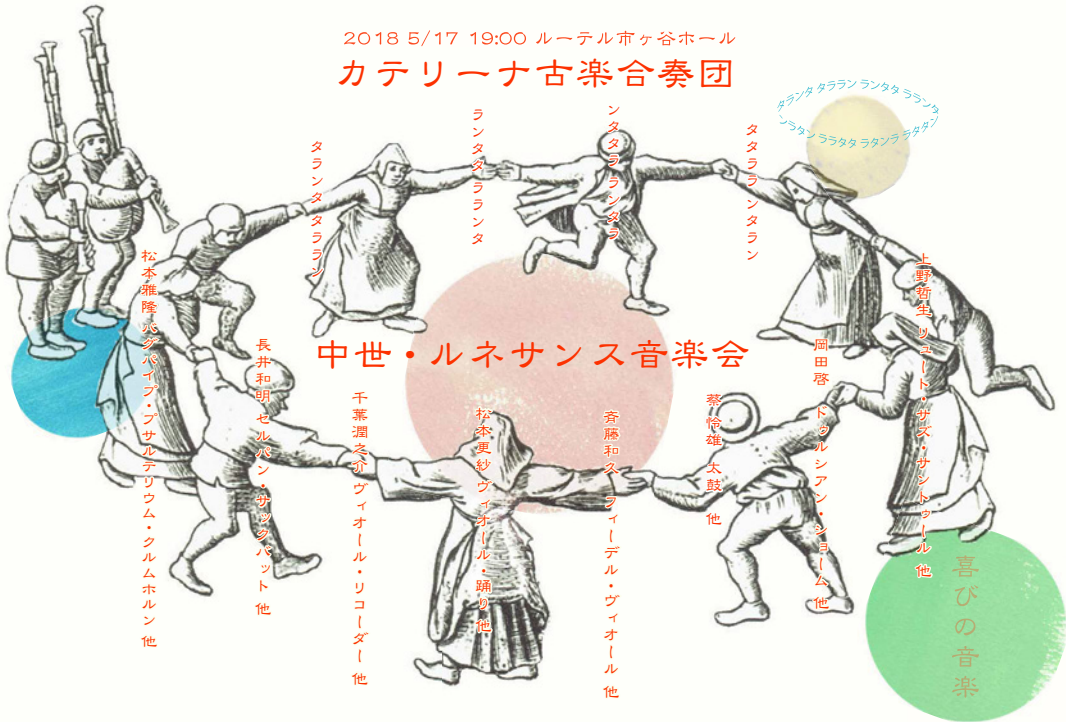 2018 5/17 19:00 ルーテル市ヶ谷ホール
カテリーナ古楽合奏団
タランタ タララン ランタタ ラランタ
ンラタン ララタタ ラタンラ ラタタン
タタラランタラン
ンタタラランタラ
ランタタラランタ
タランタタララン
中世・ルネサンス音楽会
上野哲生 リュート・サズ・サントゥール 他
岡田啓 ドゥルシアン・ショーム 他
蔡怜雄 太鼓 他
斉藤和久 フィーデル・ヴィオール 他
松本更紗 ヴィオール・踊り 他
千葉潤之介 ヴィオール・リコーダー 他
長井和明 セルパン・サックバット 他
松本雅隆 バグパイプ・プサルテリウム・クルムホルン 他
喜びの音楽